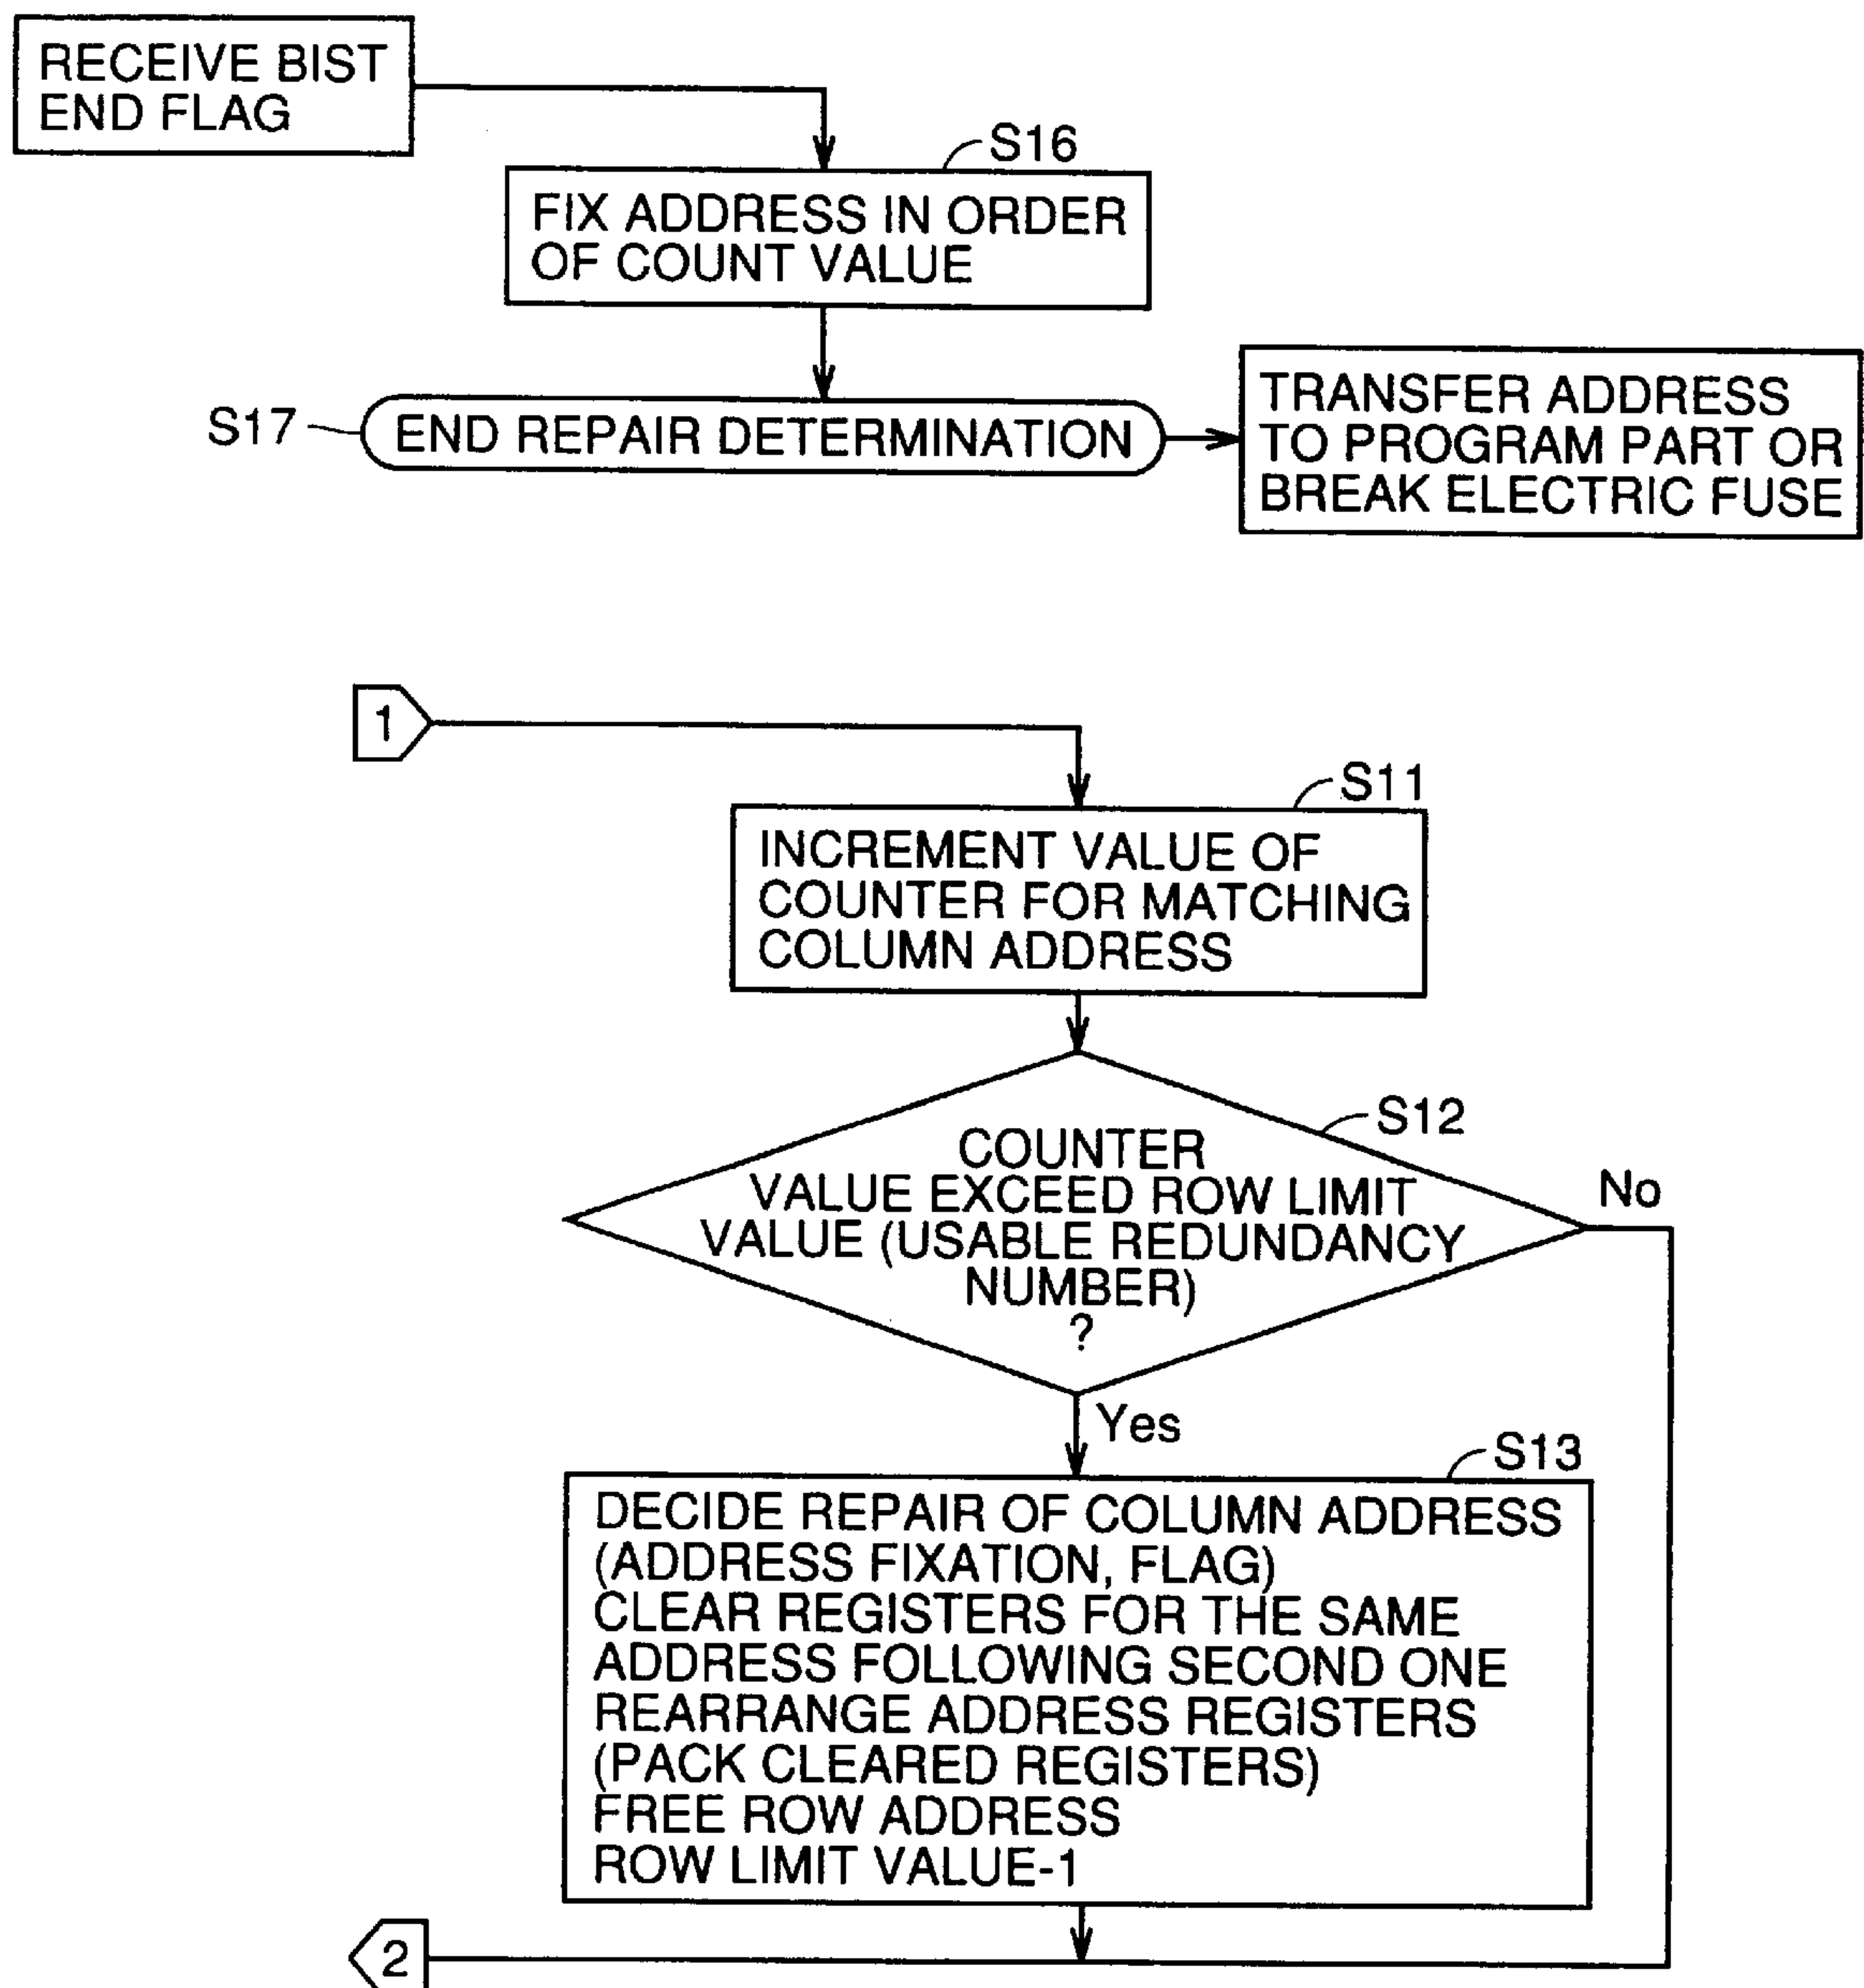 RECEIVE BIST
END FLAG
S16
FIX ADDRESS IN ORDER
OF COUNT VALUE
S17
END REPAIR DETERMINATION
TRANSFER ADDRESS
TO PROGRAM PART OR
BREAK ELECTRIC FUSE
1
S11
INCREMENT VALUE OF
COUNTER FOR MATCHING
COLUMN ADDRESS
S12
COUNTER
VALUE EXCEED ROW LIMIT
VALUE (USABLE REDUNDANCY
NUMBER)
?
No
Yes
S13
DECIDE REPAIR OF COLUMN ADDRESS
(ADDRESS FIXATION, FLAG)
CLEAR REGISTERS FOR THE SAME
ADDRESS FOLLOWING SECOND ONE
REARRANGE ADDRESS REGISTERS
(PACK CLEARED REGISTERS)
FREE ROW ADDRESS
ROW LIMIT VALUE-1
2